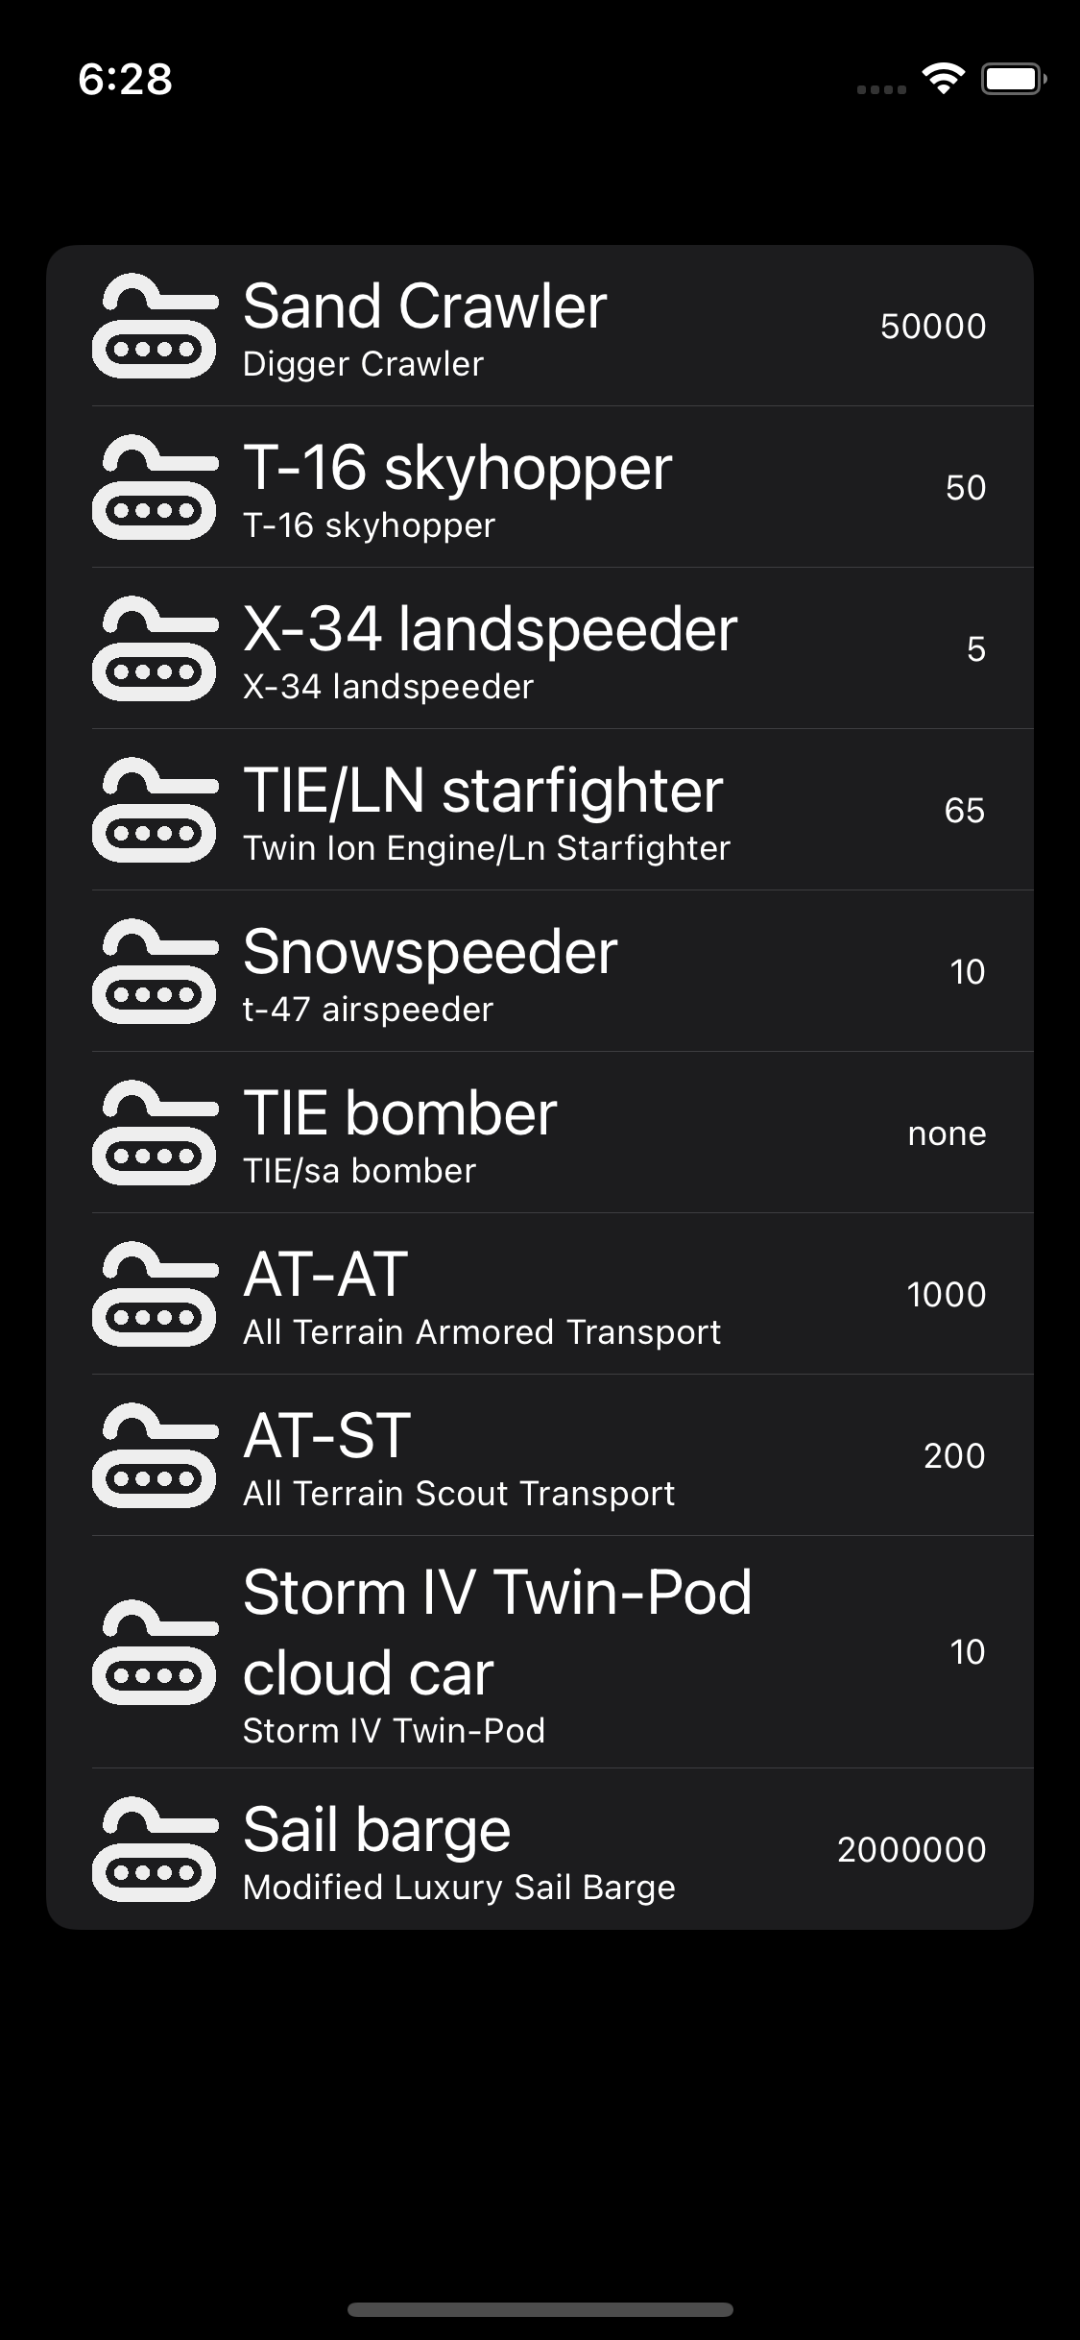 6:28
Sand Crawler
50000
Digger Crawler
T-16 skyhopper
50
T-16 skyhopper
X-34 landspeeder
5
X-34 landspeeder
TIE/LN starfighter
65
Twin Ion Engine/Ln Starfighter
Snowspeeder
10
t-47 airspeeder
TIE bomber
none
TIE/sa bomber
AT-AT
1000
All Terrain Armored Transport
AT-ST
200
All Terrain Scout Transport
Storm IV Twin-Pod
cloud car
10
Storm IV Twin-Pod
Sail barge
2000000
Modified Luxury Sail Barge